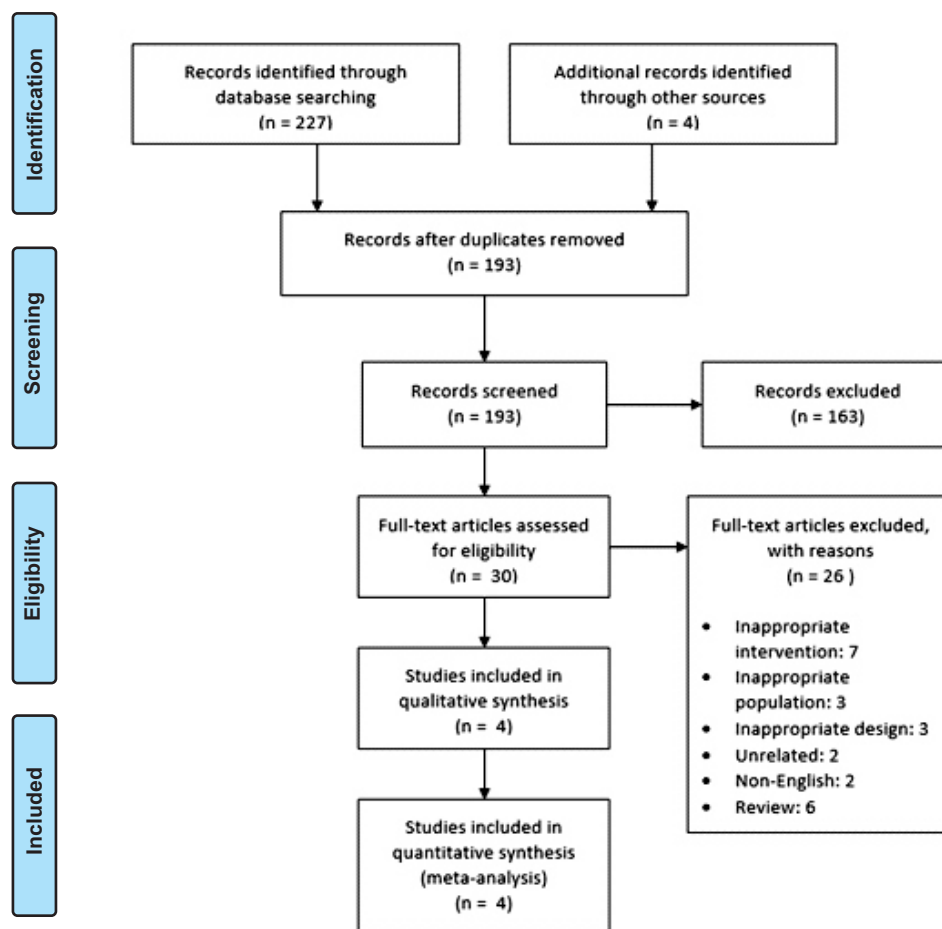 Identification
Records identified through
database searching
(n = 227)
Additional records identified
through other sources
(n = 4)
Records after duplicates removed
(n = 193)
Screening
Records screened
(n = 193)
Records excluded
(n = 163)
Eligibility
Full-text articles assessed
for eligibility
(n = 30)
Full-text articles excluded,
with reasons
(n = 26 )
• Inappropriate
intervention: 7
• Inappropriate
population: 3
• Inappropriate design: 3
• Unrelated: 2
• Non-English: 2
• Review: 6
Studies included in
qualitative synthesis
(n = 4)
Included
Studies included in
quantitative synthesis
(meta-analysis)
(n = 4)